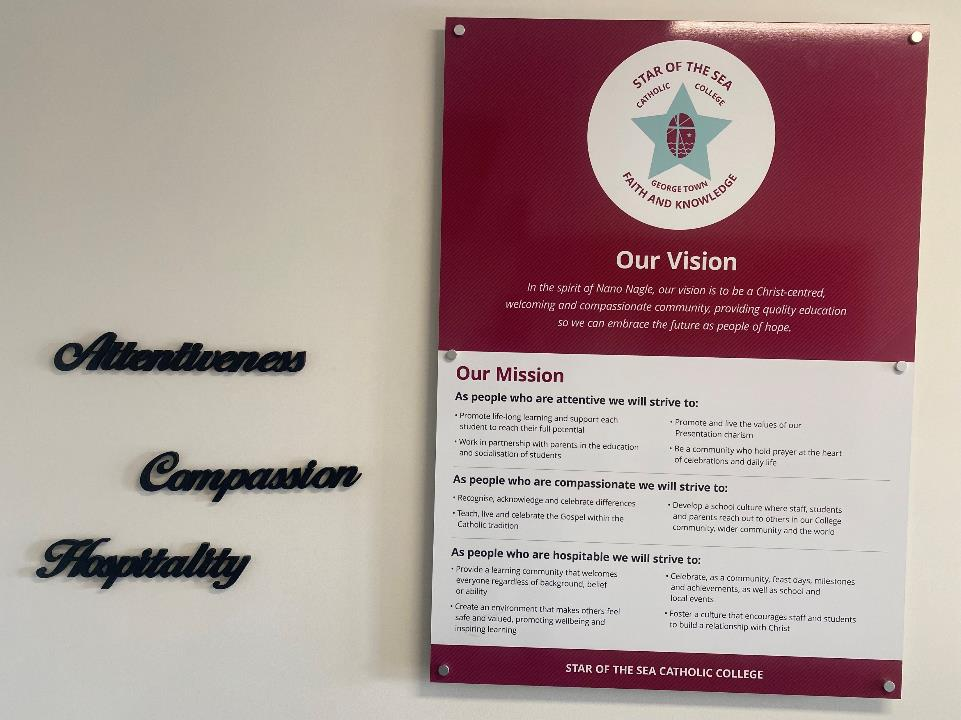 Attentiveness
Compassion
Hospitality
STAR OF THE SEA
CATHOLIC COLLEGE
GEORGE TOWN
FAITH AND KNOWLEDGE
Our Vision
In the spirit of Nano Nagle, our vision is to be a Christ-centred,
welcoming and compassionate community, providing quality education
so we can embrace the future as people of hope.
Our Mission
As people who are attentive we will strive to:
• Promote life-long learning and support each
student to reach their full potential
• Work in partnership with parents in the education
and socialisation of students
• Promote and live the values of our
Presentation charism
• Be a community who hold prayer at the heart
of celebrations and daily life
As people who are compassionate we will strive to:
• Recognise, acknowledge and celebrate differences
• Teach, live and celebrate the Gospel within the
Catholic tradition
• Develop a school culture where staff, students
and parents reach out to others in our College
community, wider community and the world
As people who are hospitable we will strive to:
• Provide a learning community that welcomes
everyone regardless of background, belief
or ability
• Create an environment that makes others feel
safe and valued, promoting wellbeing and
inspiring learning
• Celebrate, as a community, feast days, milestones
and achievements, as well as school and
local events
• Foster a culture that encourages staff and students
to build a relationship with Christ
STAR OF THE SEA CATHOLIC COLLEGE